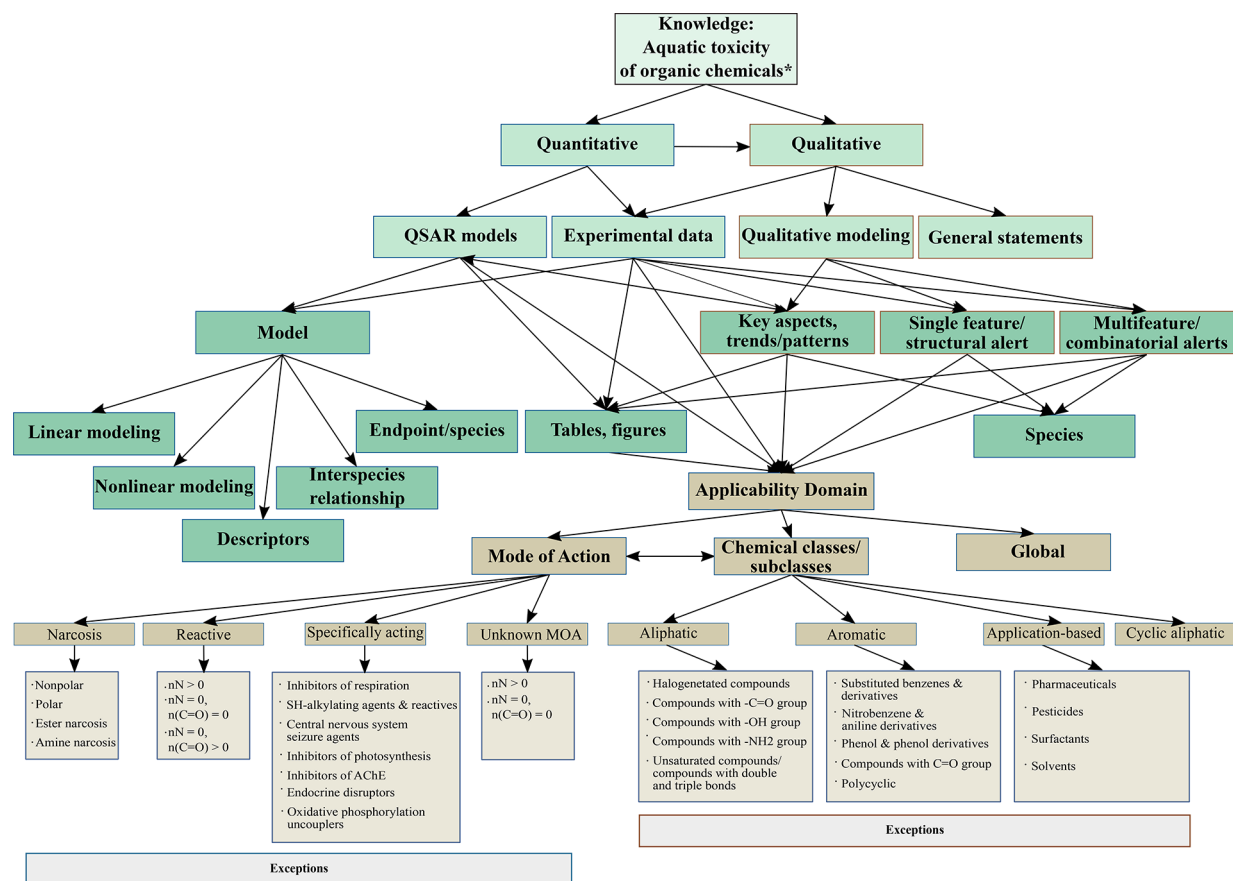 Knowledge:
Aquatic toxicity
of organic chemicals*
Quantitative
Qualitative
QSAR models
Experimental data
Qualitative modeling
General statements
Model
Key aspects,
trends/patterns
Single feature/
structural alert
Multifeature/
combinatorial alerts
Linear modeling
Endpoint/species
Tables, figures
Species
Nonlinear modeling
Interspecies
relationship
Descriptors
Applicability Domain
Mode of Action
Chemical classes/
subclasses
Global
Narcosis
Reactive
Specifically acting
Unknown MOA
Aliphatic
Aromatic
Application-based
Cyclic aliphatic
· Nonpolar
· Polar
· Ester narcosis
· Amine narcosis
.nN > 0
·nN = 0,
n(C=O) = 0
·nN = 0,
n(C=O) > 0
· Inhibitors of respiration
· SH-alkylating agents & reactives
· Central nervous system
seizure agents
· Inhibitors of photosynthesis
· Inhibitors of AChE
· Endocrine disruptors
· Oxidative phosphorylation
uncouplers
.nN > 0
.nN = 0,
n(C=O) = 0
· Halogenetated compounds
· Compounds with -C=O group
· Compounds with -OH group
· Compounds with -NH2 group
· Unsaturated compounds/
compounds with double
and triple bonds
· Substituted benzenes &
derivatives
· Nitrobenzene &
aniline derivatives
· Phenol & phenol derivatives
· Compounds with C=O group
· Polycyclic
· Pharmaceuticals
· Pesticides
· Surfactants
· Solvents
Exceptions
Exceptions